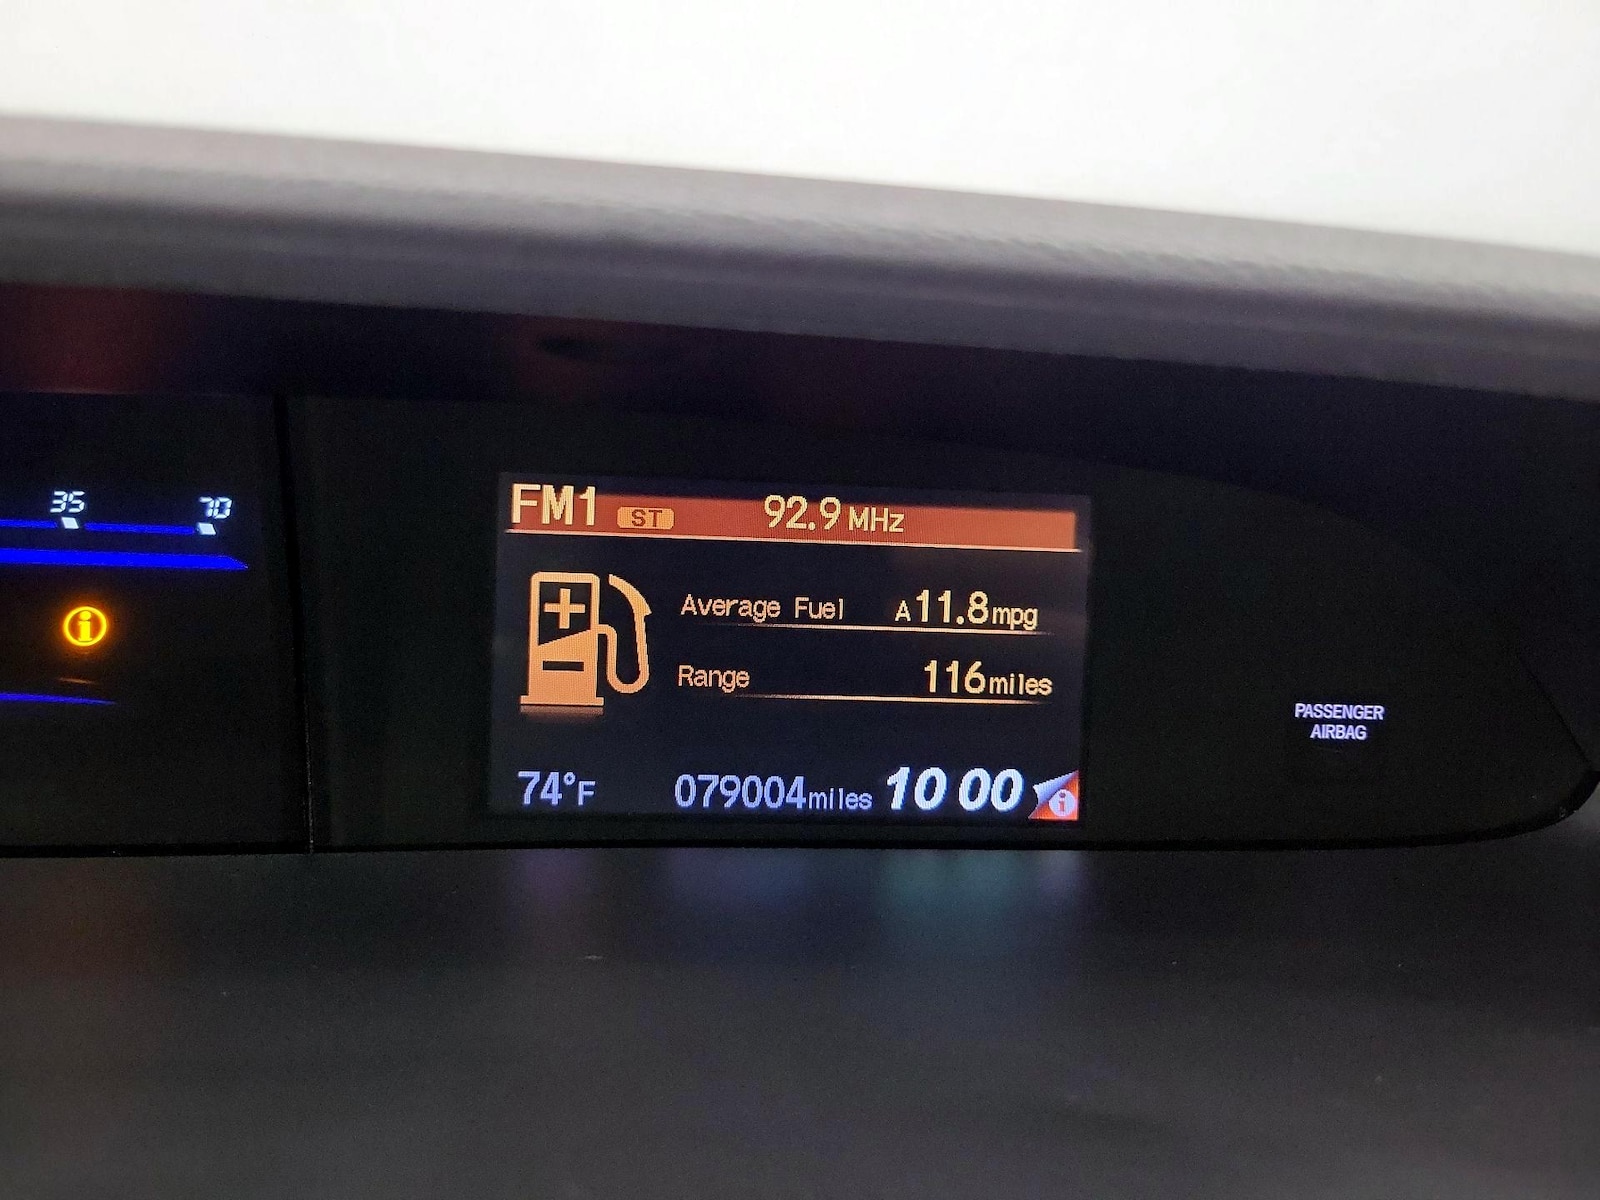 35 70
FM1 ST 92.9 MHz
Average Fuel A 11.8 mpg
Range 116 miles
74°F 079004 miles 10 00
PASSENGER
AIRBAG